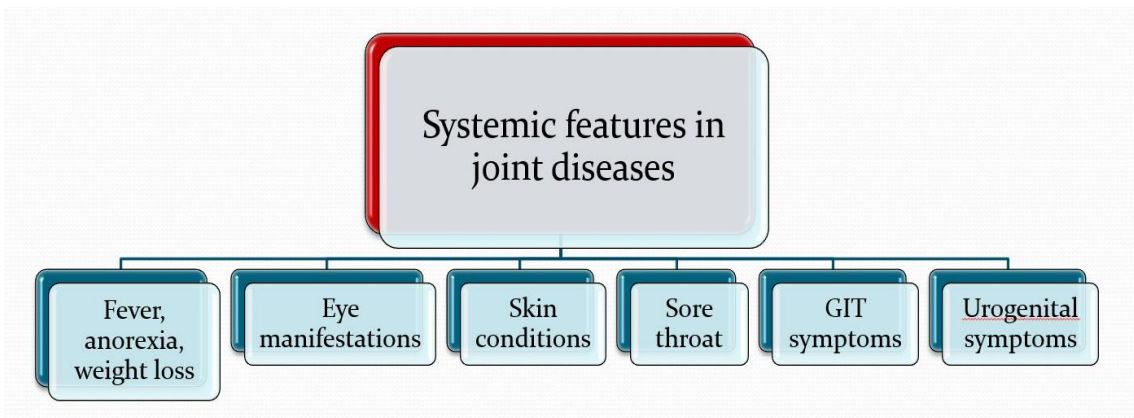 Systemic features in
joint diseases
Fever,
anorexia,
weight loss
Eye
manifestations
Skin
conditions
Sore
throat
GIT
symptoms
Urogenital
symptoms